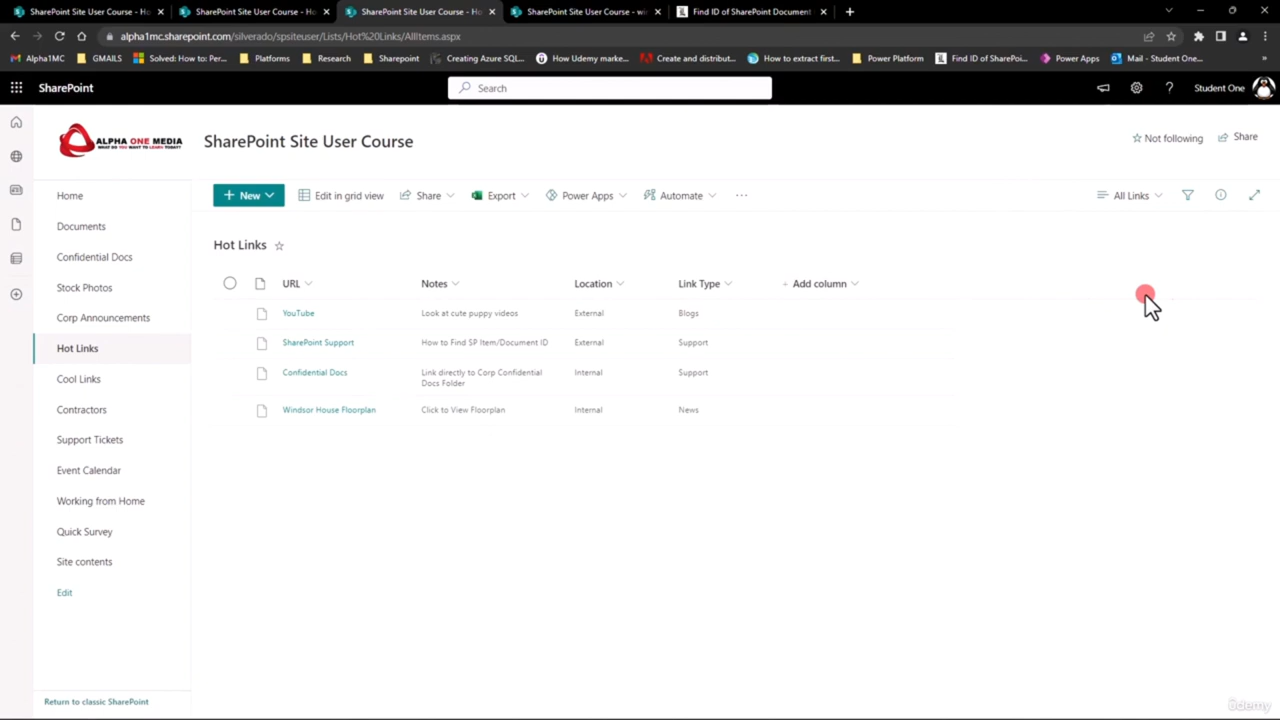 SharePoint Site User Course - Ho
SharePoint Site User Course - Ho
SharePoint Site User Course - Ho
SharePoint Site User Course - wi
Find ID of SharePoint Document
alpha1mc.sharepoint.com/silverado/spsiteuser/Lists/Hot%20Links/AllItems.aspx
Alpha1MC
GMAILS
Solved: How to: Per...
Platforms
Research
Sharepoint
Creating Azure SQL...
How Udemy marke...
Create and distribut...
How to extract first...
Power Platform
Find ID of SharePoi...
Power Apps
Mail - Student One...
SharePoint
Search
Student One
ALPHA ONE MEDIA
WHAT DO YOU WANT TO LEARN TODAY?
SharePoint Site User Course
Not following
Share
Home
Documents
Confidential Docs
Stock Photos
Corp Announcements
Hot Links
Cool Links
Contractors
Support Tickets
Event Calendar
Working from Home
Quick Survey
Site contents
Edit
Return to classic SharePoint
New
Edit in grid view
Share
Export
Power Apps
Automate
All Links
Hot Links
URL Notes Location Link Type Add column
YouTube Look at cute puppy videos External Blogs
SharePoint Support How to Find SP Item/Document ID External Support
Confidential Docs Link directly to Corp Confidential Internal Support
Docs Folder
Windsor House Floorplan Click to View Floorplan Internal News
ûdemy